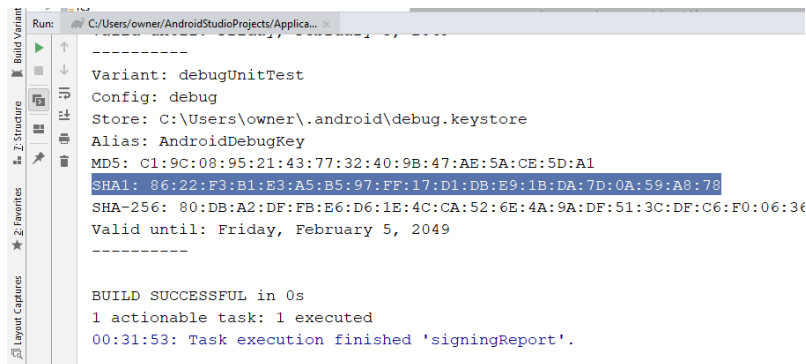 Run:
C:/Users/owner/AndroidStudioProjects/Applica...
----------
Variant: debugUnitTest
Config: debug
Store: C:\Users\owner\.android\debug.keystore
Alias: AndroidDebugKey
MD5: C1:9C:08:95:21:43:77:32:40:9B:47:AE:5A:CE:5D:A1
SHA1: 86:22:F3:B1:E3:A5:B5:97:FF:17:D1:DB:E9:1B:DA:7D:0A:59:A8:78
SHA-256: 80:DB:A2:DF:FB:E6:D6:1E:4C:CA:52:6E:4A:9A:DF:51:3C:DF:C6:F0:06:36
Valid until: Friday, February 5, 2049
----------
BUILD SUCCESSFUL in 0s
1 actionable task: 1 executed
00:31:53: Task execution finished 'signingReport'.
Build Variant
7: Structure
2: Favorites
Layout Captures